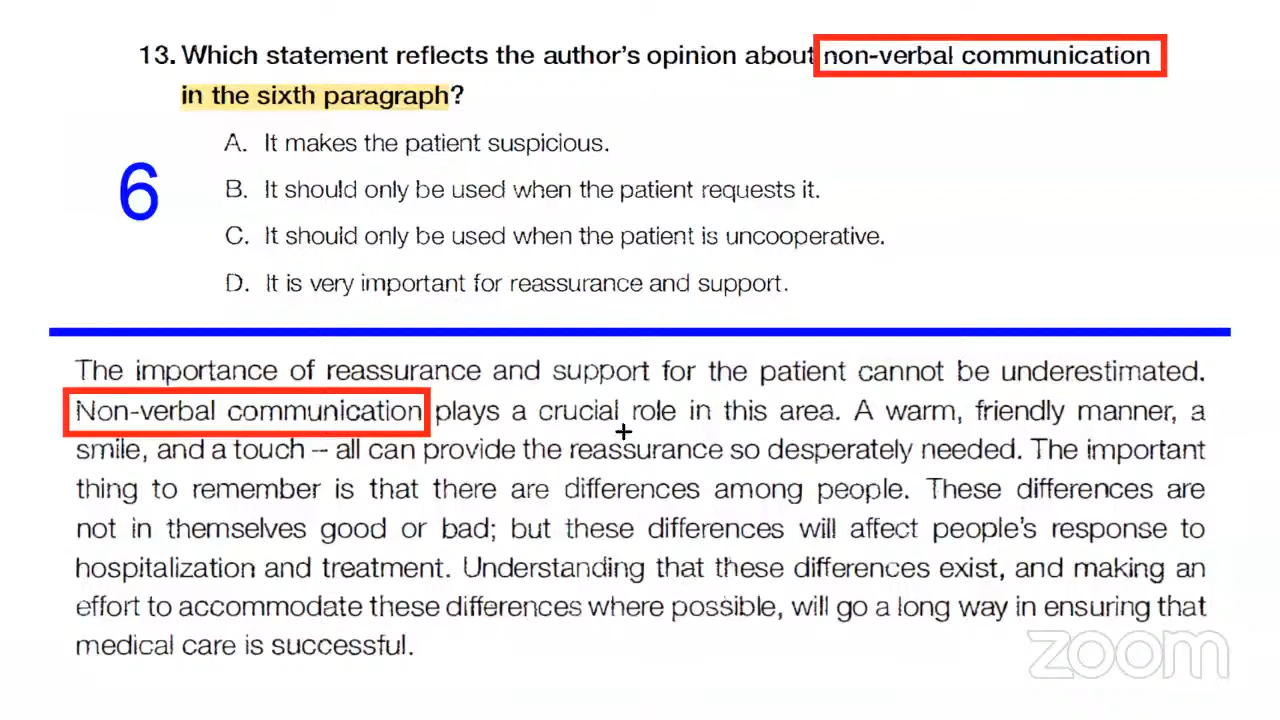 13. Which statement reflects the author's opinion about non-verbal communication
in the sixth paragraph?
A. It makes the patient suspicious.
6
B. It should only be used when the patient requests it.
C. It should only be used when the patient is uncooperative.
D. It is very important for reassurance and support.
The importance of reassurance and support for the patient cannot be underestimated.
Non-verbal communication plays a crucial role in this area. A warm, friendly manner, a
smile, and a touch – all can provide the reassurance so desperately needed. The important
thing to remember is that there are differences among people. These differences are
not in themselves good or bad; but these differences will affect people's response to
hospitalization and treatment. Understanding that these differences exist, and making an
effort to accommodate these differences where possible, will go a long way in ensuring that
medical care is successful.
zoom